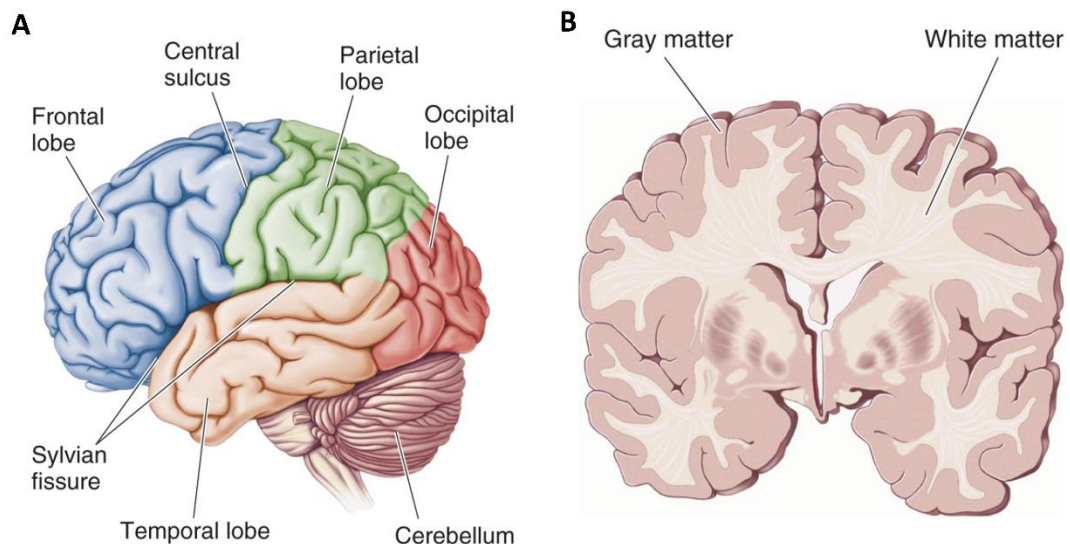 A
Frontal
lobe
Central
sulcus
Parietal
lobe
Occipital
lobe
Sylvian
fissure
Temporal lobe
Cerebellum
B
Gray matter
White matter